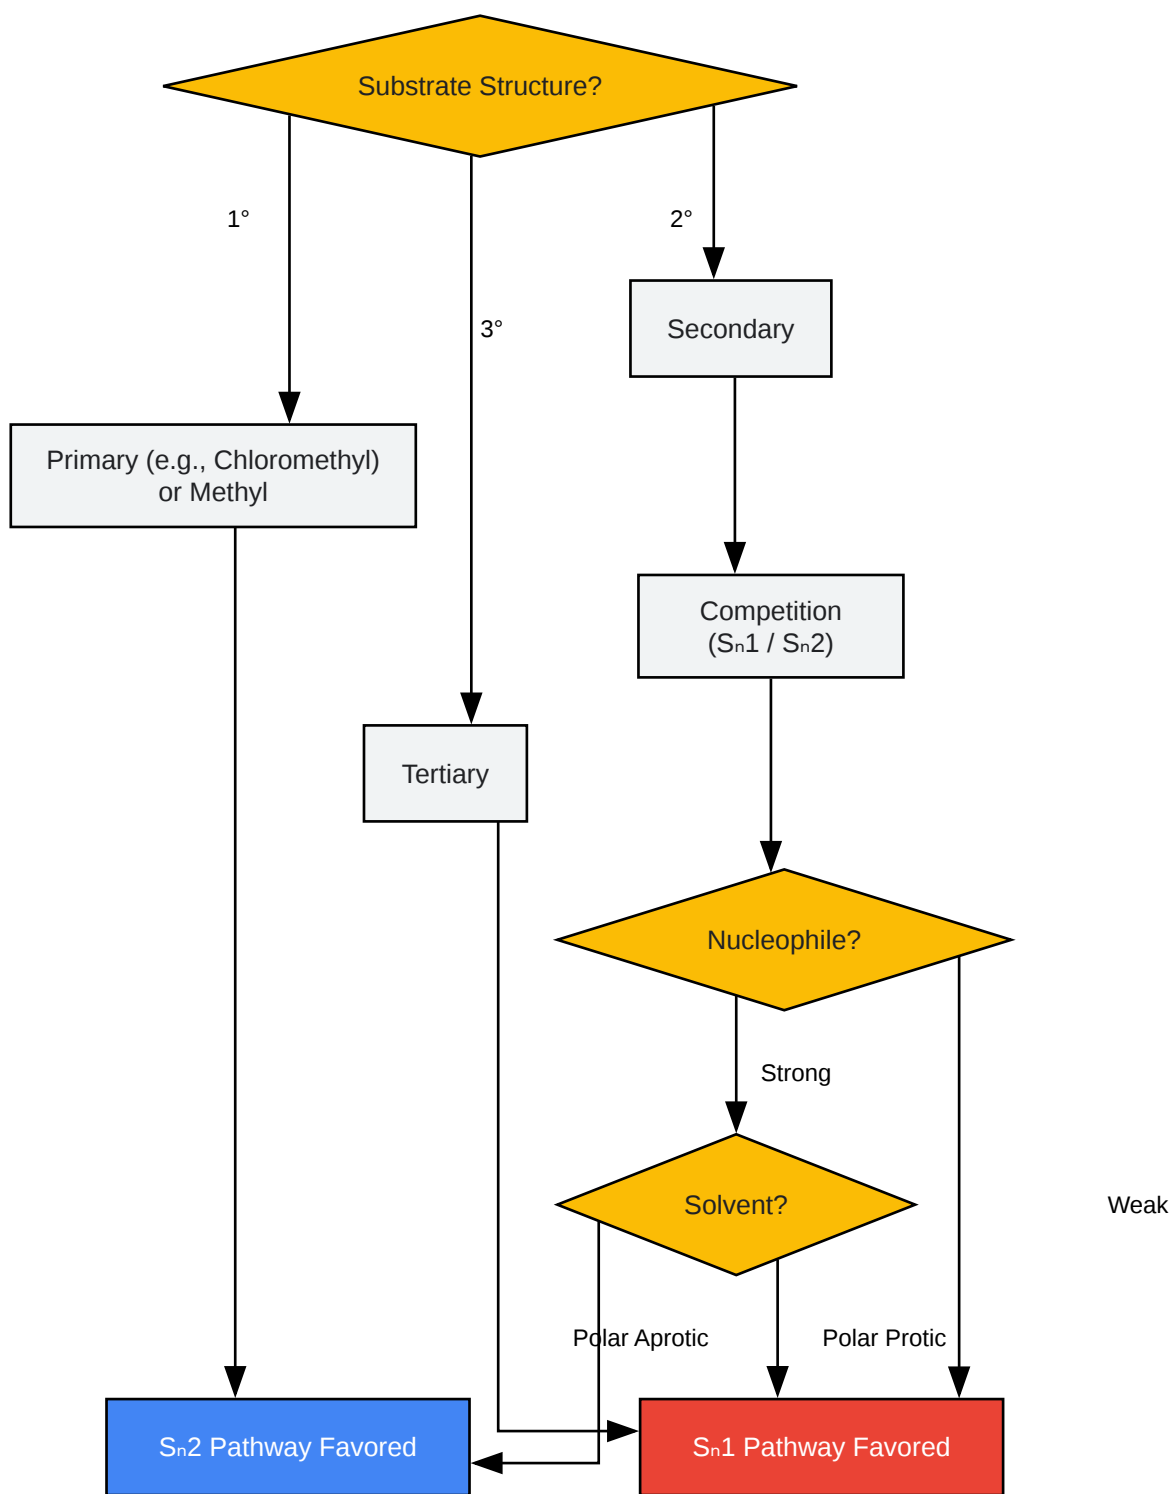 Substrate Structure?
1°
2°
3°
Secondary
Primary (e.g., Chloromethyl)
or Methyl
Competition
(Sₙ1 / Sₙ2)
Tertiary
Nucleophile?
Strong
Solvent?
Weak
Polar Aprotic
Polar Protic
Sₙ2 Pathway Favored
Sₙ1 Pathway Favored